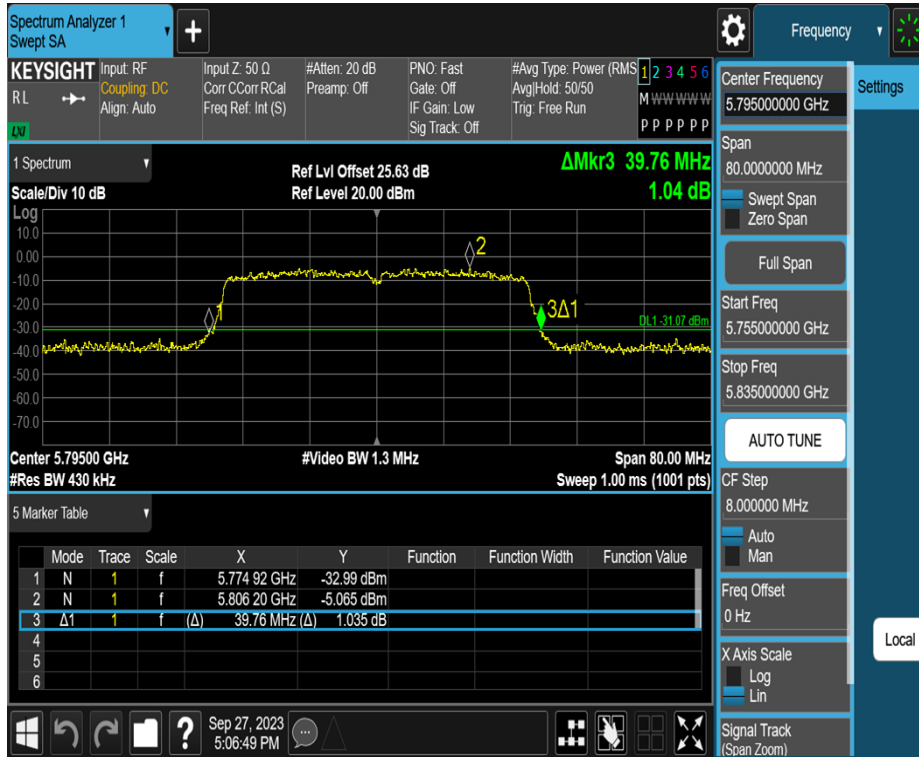 Spectrum Analyzer 1
Swept SA
+
Frequency
KEYSIGHT
R L
LXI
Input: RF
Coupling: DC
Align: Auto
Input Z: 50 Ω
Corr CCorr RCal
Freq Ref: Int (S)
#Atten: 20 dB
Preamp: Off
PNO: Fast
Gate: Off
IF Gain: Low
Sig Track: Off
#Avg Type: Power (RMS
Avg|Hold: 50/50
Trig: Free Run
1 2 3 4 5 6
M W W W W W
P P P P P P
1 Spectrum
Scale/Div 10 dB
Ref Lvl Offset 25.63 dB
Ref Level 20.00 dBm
ΔMkr3 39.76 MHz
1.04 dB
Log
10.0
0.00
-10.0
-20.0
-30.0
-40.0
-50.0
-60.0
-70.0
1
2
3Δ1
DL1 -31.07 dBm
Center 5.79500 GHz
#Video BW 1.3 MHz
Span 80.00 MHz
#Res BW 430 kHz
Sweep 1.00 ms (1001 pts)
5 Marker Table
Mode Trace Scale X Y Function Function Width Function Value
1 N 1 f 5.774 92 GHz -32.99 dBm
2 N 1 f 5.806 20 GHz -5.065 dBm
3 Δ1 1 f (Δ) 39.76 MHz (Δ) 1.035 dB
4
5
6
?
Sep 27, 2023
5:06:49 PM
Center Frequency
5.795000000 GHz
Span
80.0000000 MHz
Swept Span
Zero Span
Full Span
Start Freq
5.755000000 GHz
Stop Freq
5.835000000 GHz
AUTO TUNE
CF Step
8.000000 MHz
Auto
Man
Freq Offset
0 Hz
X Axis Scale
Log
Lin
Signal Track
(Span Zoom)
Settings
Local